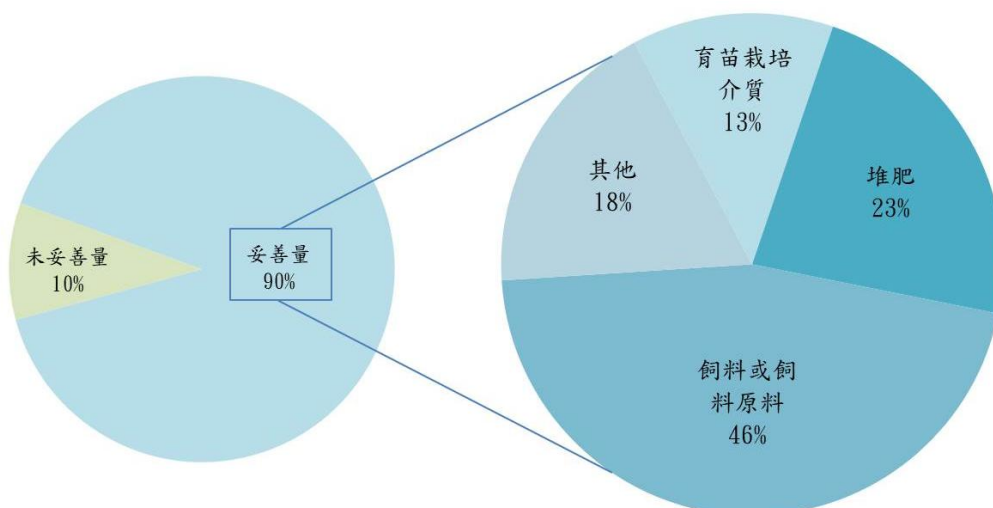 未妥善量
10%
妥善量
90%
育苗栽培
介質
13%
堆肥
23%
其他
18%
飼料或飼
料原料
46%